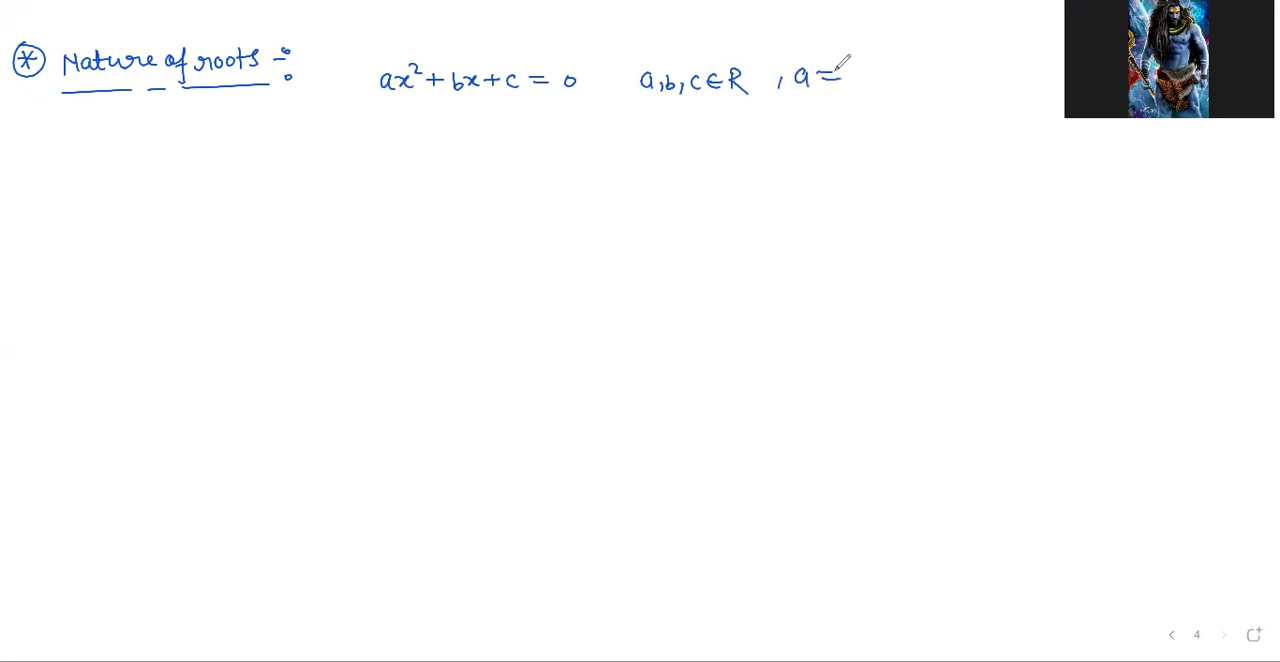 * Nature of roots :- ax² + bx + c = 0 a, b, c ∈ R , a =
4